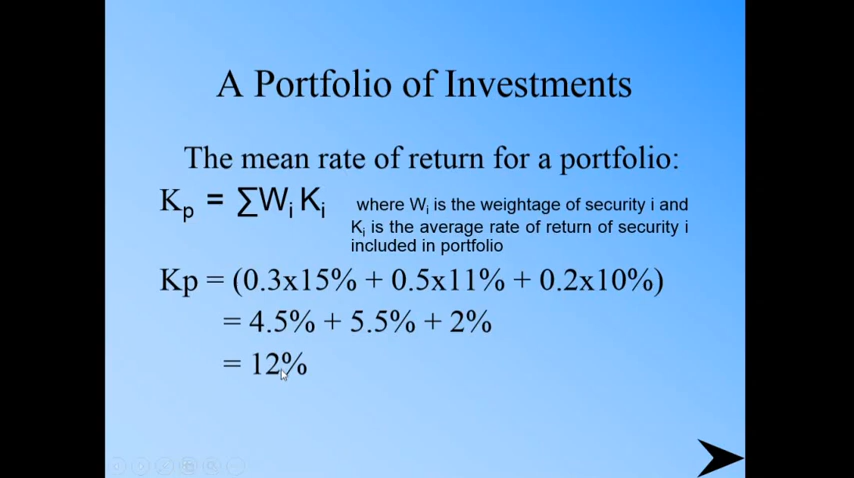 A Portfolio of Investments
The mean rate of return for a portfolio:
Kp = ∑Wi Ki where Wi is the weightage of security i and
Ki is the average rate of return of security i
included in portfolio
Kp = (0.3x15% + 0.5x11% + 0.2x10%)
= 4.5% + 5.5% + 2%
= 12%